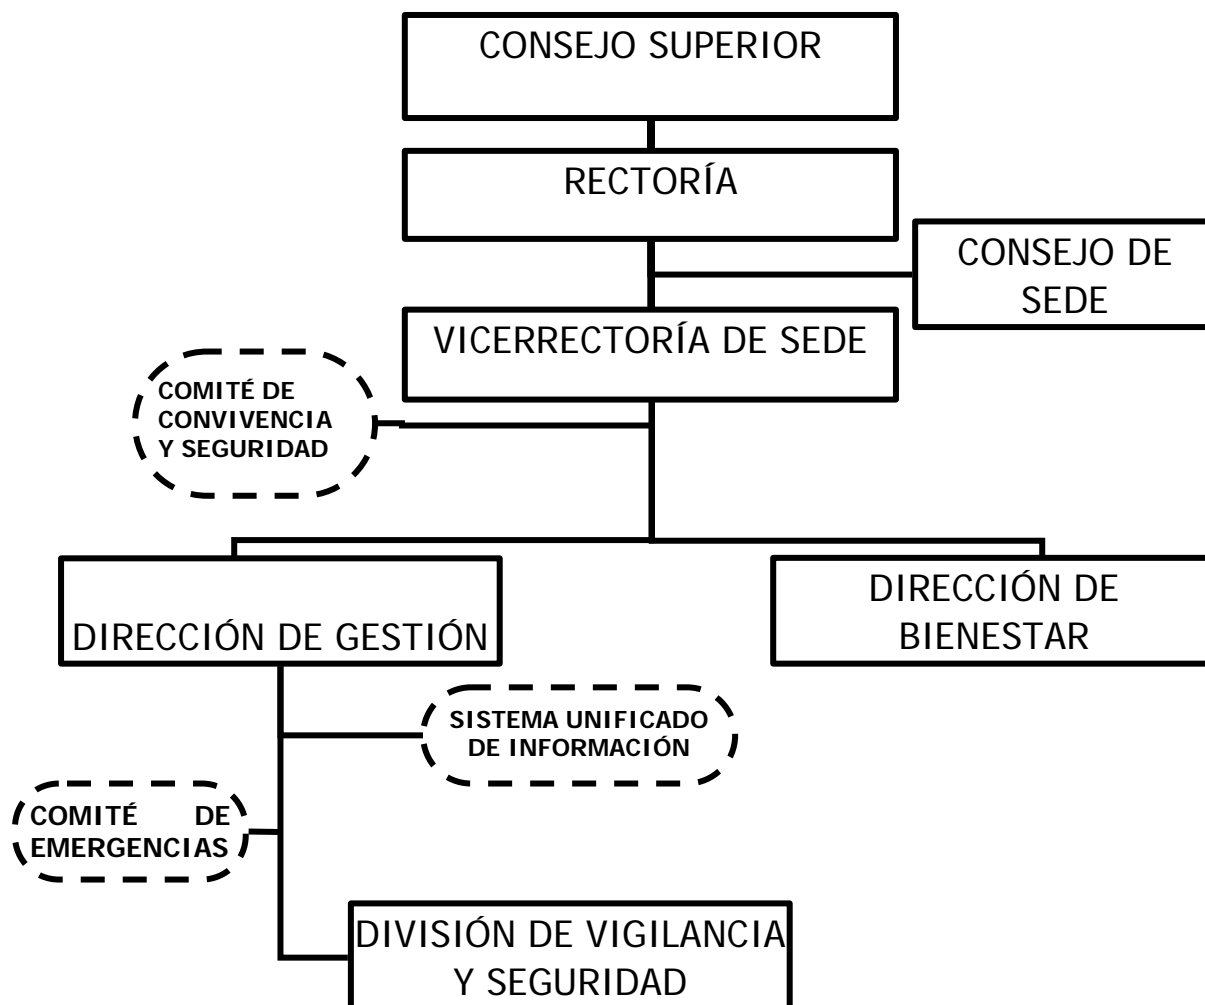 CONSEJO SUPERIOR
RECTORÍA
CONSEJO DE
SEDE
VICERRECTORÍA DE SEDE
COMITÉ DE
CONVIVENCIA
Y SEGURIDAD
DIRECCIÓN DE GESTIÓN
DIRECCIÓN DE
BIENESTAR
SISTEMA UNIFICADO
DE INFORMACIÓN
COMITÉ DE
EMERGENCIAS
DIVISIÓN DE VIGILANCIA
Y SEGURIDAD